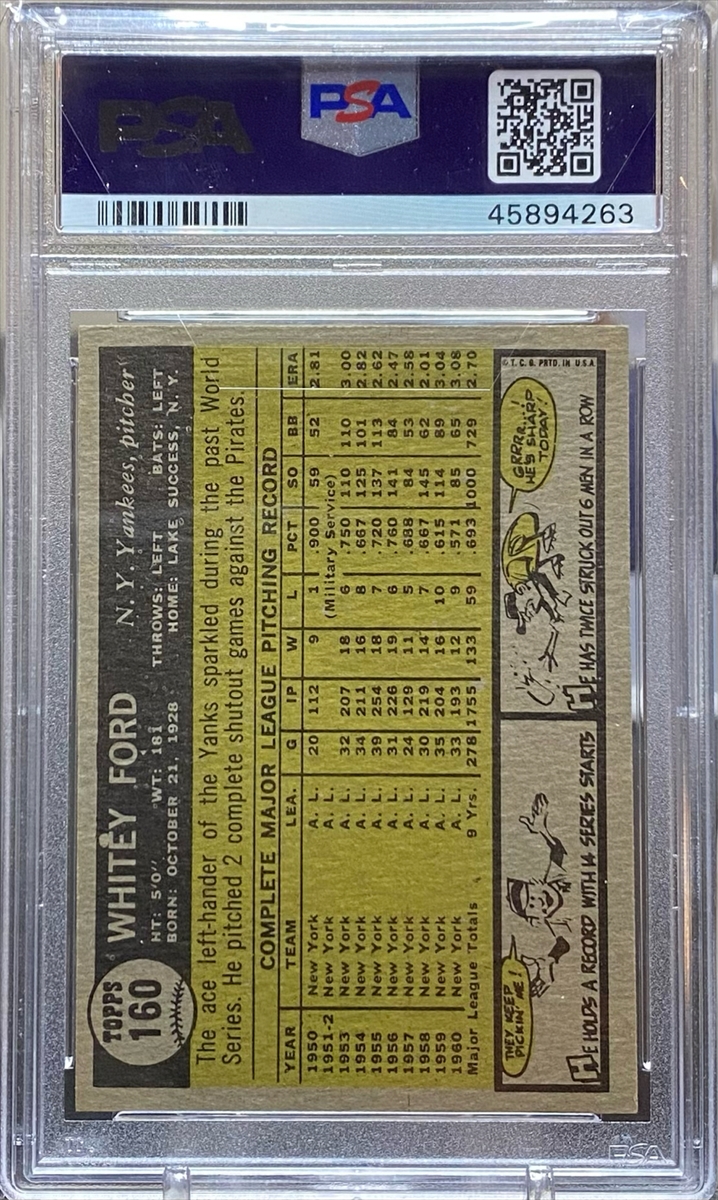 PSA
PSA
45894263
TOPPS
160
WHITEY FORD N. Y. Yankees, pitcher
HT: 5'0" WT: 181 THROWS: LEFT BATS: LEFT
BORN: OCTOBER 21, 1928 HOME: LAKE SUCCESS, N. Y.
The ace left-hander of the Yanks sparkled during the past World
Series. He pitched 2 complete shutout games against the Pirates.
COMPLETE MAJOR LEAGUE PITCHING RECORD
YEAR TEAM LEA. G IP W L PCT SO BB ERA
1950 New York A. L. 20 112 9 1 .900 59 52 2.81
1951-2 New York A. L. (Military Service)
1953 New York A. L. 32 207 18 6 .750 110 110 3.00
1954 New York A. L. 34 211 16 8 .667 125 101 2.82
1955 New York A. L. 39 254 18 7 .720 137 113 2.62
1956 New York A. L. 31 226 19 6 .760 141 84 2.47
1957 New York A. L. 24 129 11 5 .688 84 53 2.58
1958 New York A. L. 30 219 14 7 .667 145 62 2.01
1959 New York A. L. 35 204 16 10 .615 114 89 3.04
1960 New York A. L. 33 193 12 9 .571 85 65 3.08
Major League Totals 9 Yrs. 278 1755 133 59 .693 1000 729 2.70
THEY KEEP
PICKIN' ME!
HE HOLDS A RECORD WITH 14 SERIES STARTS
GRRRR...!
HE'S SHARP
TODAY!
HE HAS TWICE STRUCK OUT 6 MEN IN A ROW
© T. C. G. PRTD. IN U.S.A.
PSA